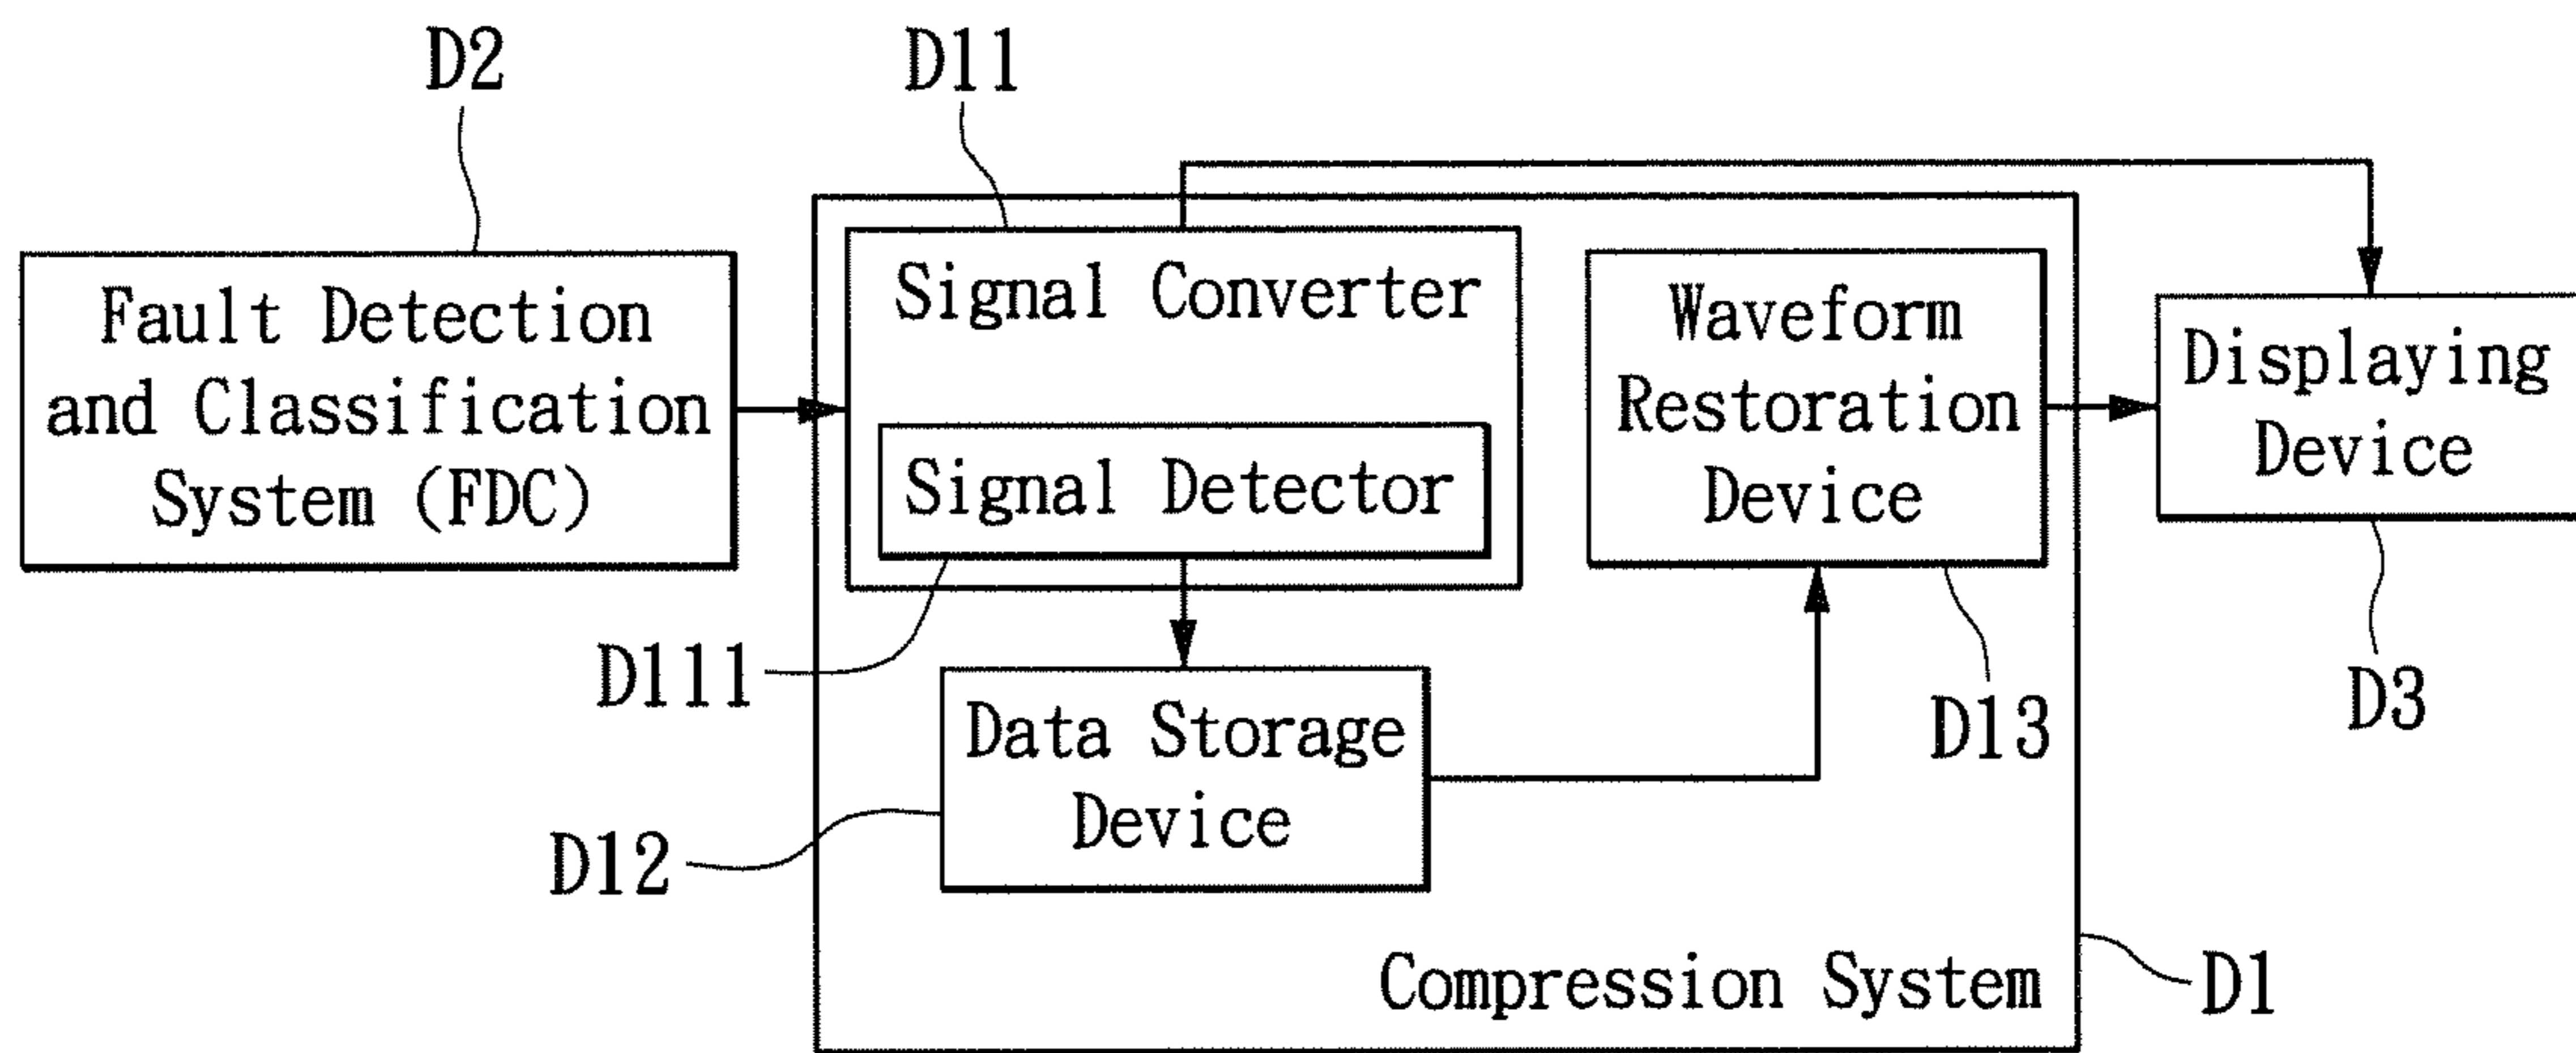 D2
D11
Fault Detection
and Classification
System (FDC)
Signal Converter
Signal Detector
Waveform
Restoration
Device
Displaying
Device
D111
D13
D3
Data Storage
Device
D12
Compression System
D1